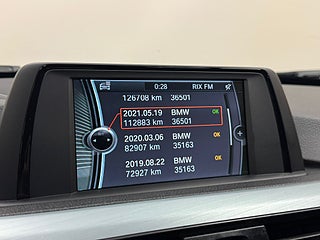 0:28 RIX FM
126708 km 36501
2021.05.19 BMW OK
112883 km 36501
2020.03.06 BMW OK
82907 km 35163
2019.08.22 BMW OK
72927 km 35163